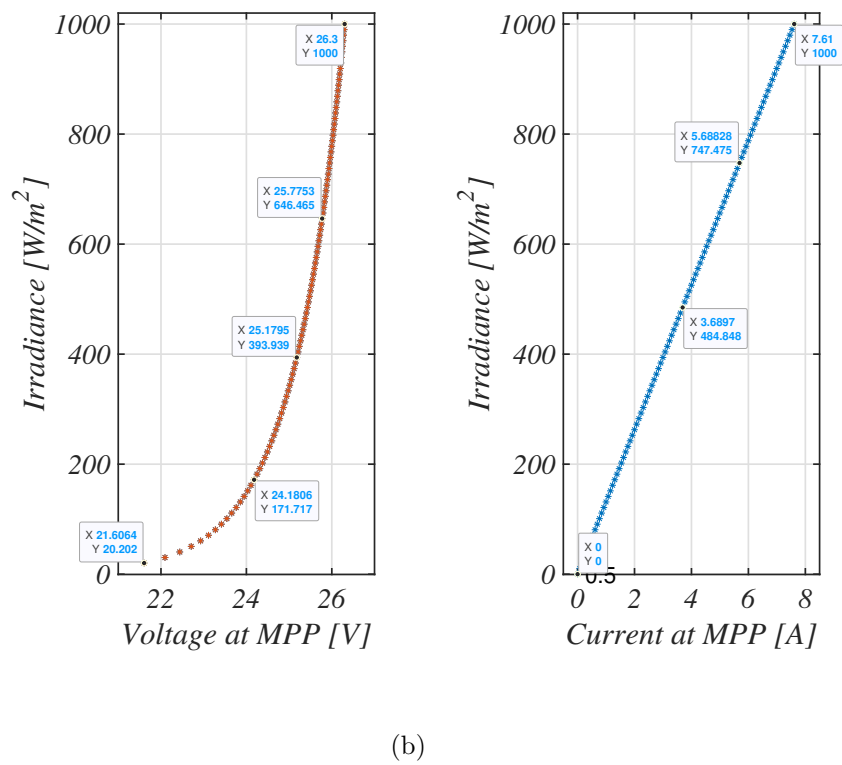 1000
800
600
400
200
0
Irradiance [W/m²]
22 24 26
Voltage at MPP [V]
X 26.3
Y 1000
X 25.7753
Y 646.465
X 25.1795
Y 393.939
X 24.1806
Y 171.717
X 21.6064
Y 20.202
1000
800
600
400
200
0
Irradiance [W/m²]
0 2 4 6 8
Current at MPP [A]
X 7.61
Y 1000
X 5.68828
Y 747.475
X 3.6897
Y 484.848
X 0
Y 0
0.5
(b)